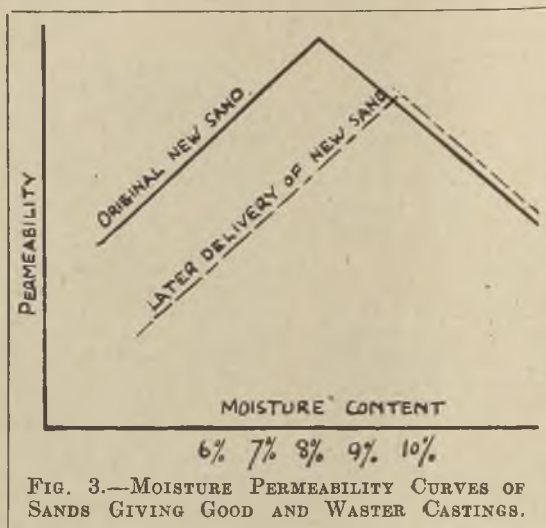 ORIGINAL NEW SAND
LATER DELIVERY OF NEW SAND
PERMEABILITY
MOISTURE CONTENT
6% 7% 8% 9% 10%
FIG. 3.—MOISTURE PERMEABILITY CURVES OF
SANDS GIVING GOOD AND WASTER CASTINGS.